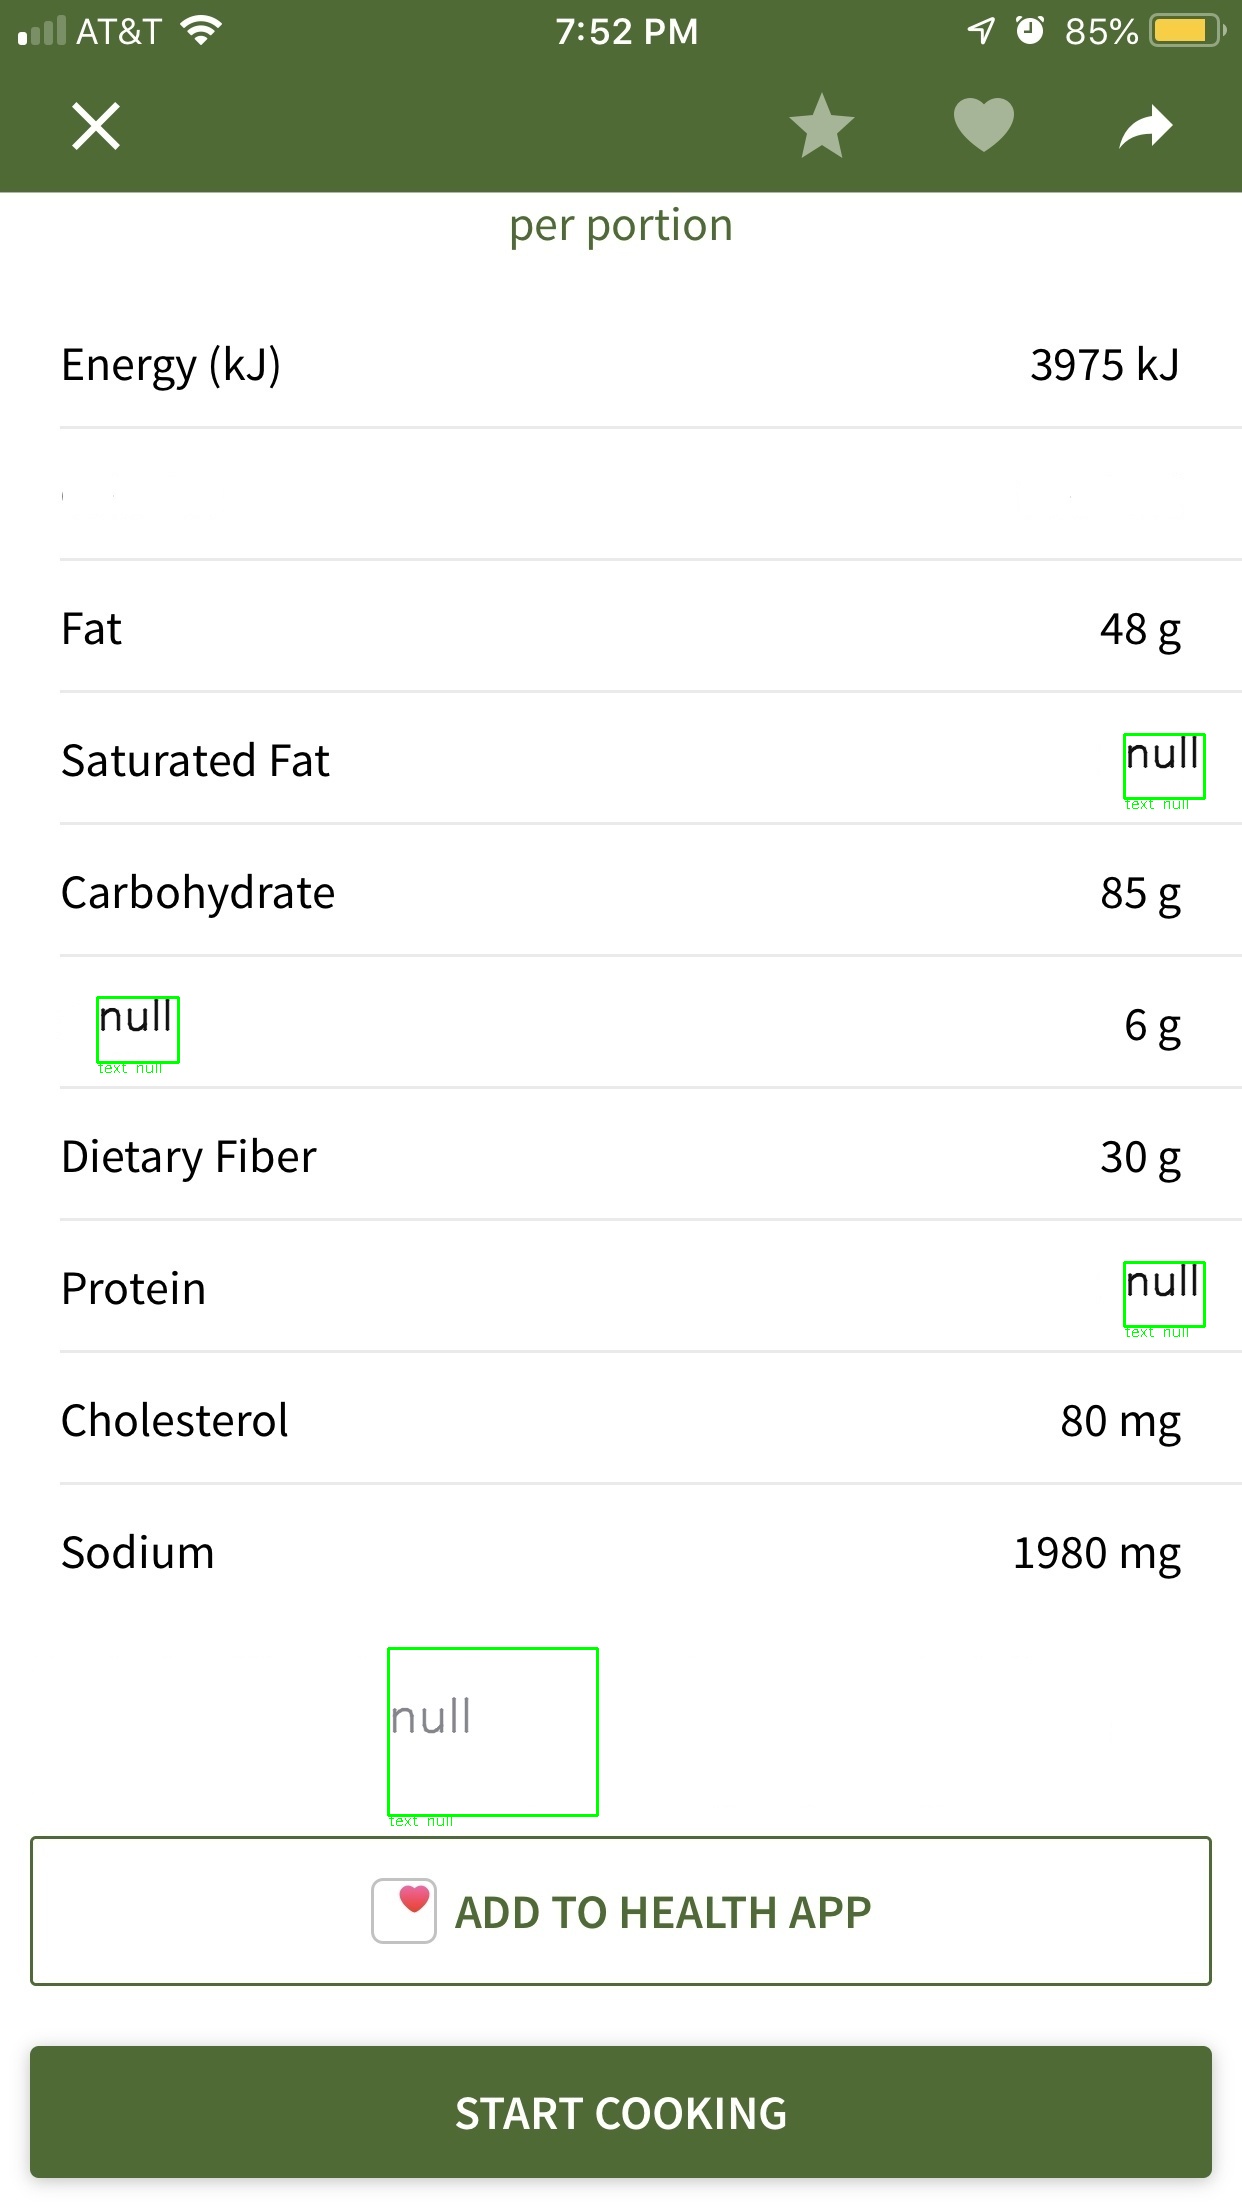 AT&T 7:52 PM 85%
per portion
Energy (kJ) 3975 kJ
Fat 48 g
Saturated Fat null
text null
Carbohydrate 85 g
null 6 g
text null
Dietary Fiber 30 g
Protein null
text null
Cholesterol 80 mg
Sodium 1980 mg
null
text null
ADD TO HEALTH APP
START COOKING